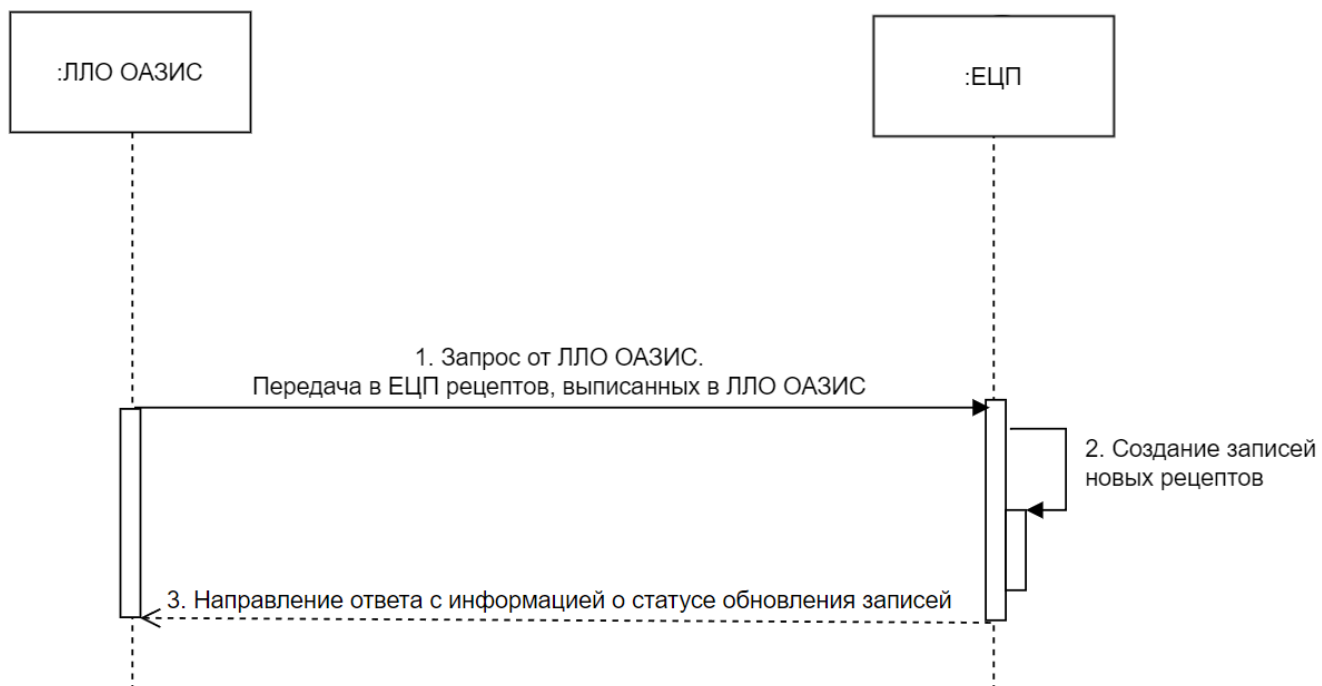 :ЛЛО ОАЗИС
:ЕЦП
1. Запрос от ЛЛО ОАЗИС.
Передача в ЕЦП рецептов, выписанных в ЛЛО ОАЗИС
2. Создание записей
новых рецептов
3. Направление ответа с информацией о статусе обновления записей